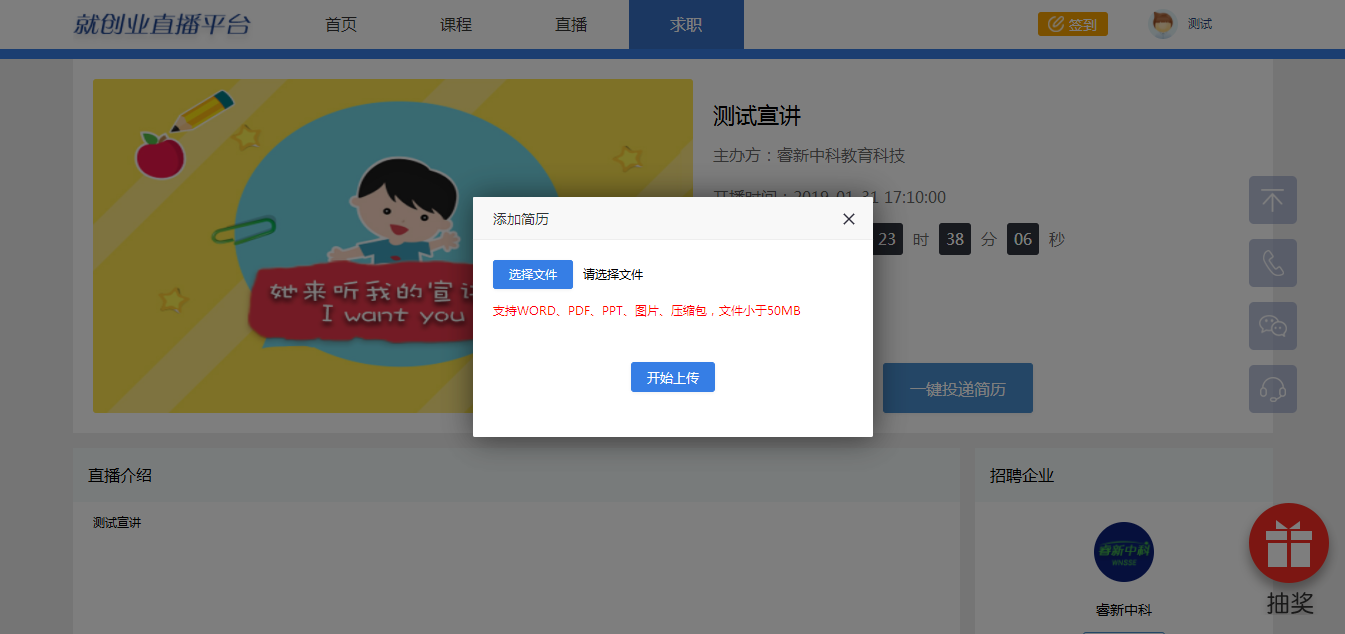 就创业直播平台
首页
课程
直播
求职
签到
测试
测试宣讲
主办方：睿新中科教育科技
开播时间：2019-01-31 17:10:00
23 时 38 分 06 秒
她来听我的宣讲
I want you
添加简历
选择文件 请选择文件
支持WORD、PDF、PPT、图片、压缩包，文件小于50MB
开始上传
一键投递简历
直播介绍
测试宣讲
招聘企业
睿新中科
睿新中科
抽奖